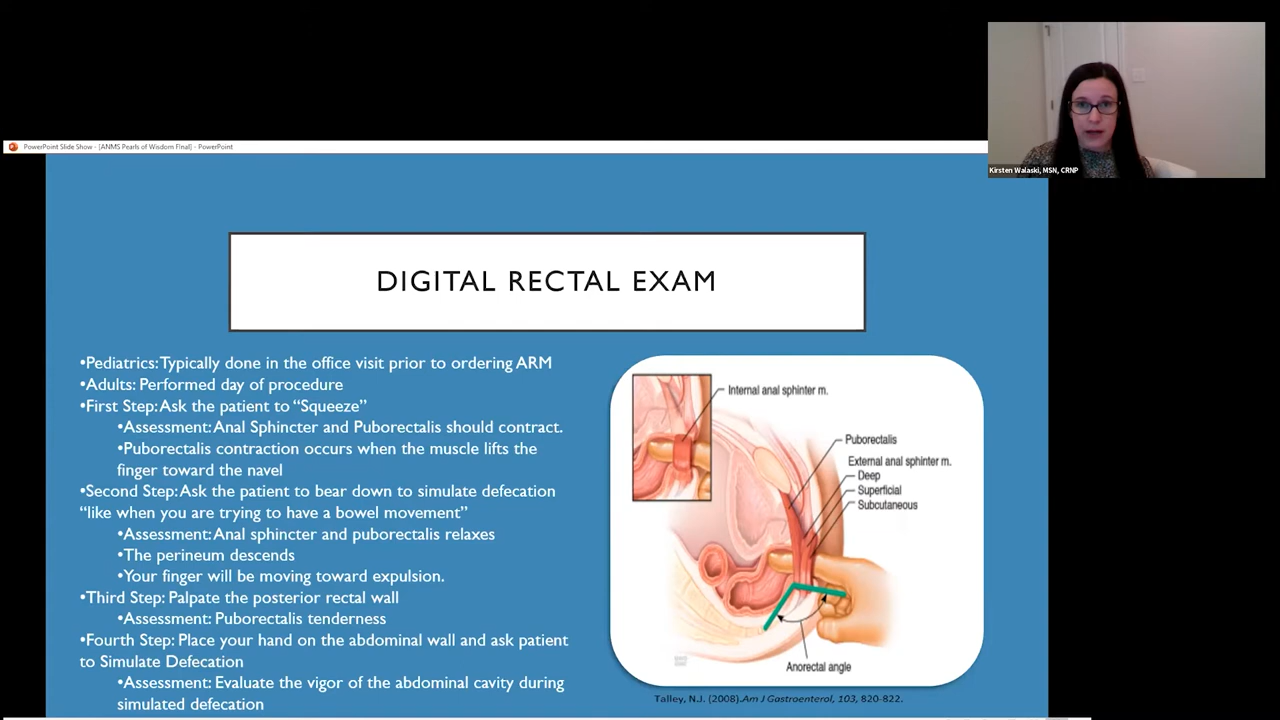 Kirsten Walaski, MSN, CRNP
PowerPoint Slide Show - [ANMS Pearls of Wisdom FInal] - PowerPoint
DIGITAL RECTAL EXAM
•Pediatrics: Typically done in the office visit prior to ordering ARM
•Adults: Performed day of procedure
•First Step: Ask the patient to “Squeeze”
•Assessment: Anal Sphincter and Puborectalis should contract.
•Puborectalis contraction occurs when the muscle lifts the
finger toward the navel
•Second Step: Ask the patient to bear down to simulate defecation
“like when you are trying to have a bowel movement”
•Assessment: Anal sphincter and puborectalis relaxes
•The perineum descends
•Your finger will be moving toward expulsion.
•Third Step: Palpate the posterior rectal wall
•Assessment: Puborectalis tenderness
•Fourth Step: Place your hand on the abdominal wall and ask patient
to Simulate Defecation
•Assessment: Evaluate the vigor of the abdominal cavity during
simulated defecation
Internal anal sphinter m.
Puborectalis
External anal sphincter m.
Deep
Superficial
Subcutaneous
Anorectal angle
Talley, N.J. (2008). Am J Gastroenterol, 103, 820-822.